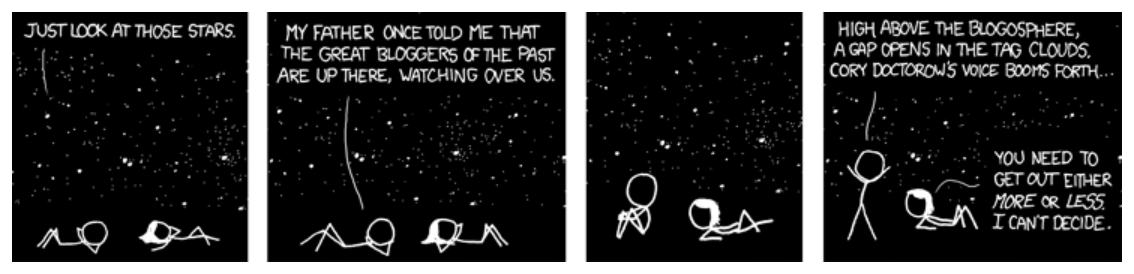 JUST LOOK AT THOSE STARS.
MY FATHER ONCE TOLD ME THAT
THE GREAT BLOGGERS OF THE PAST
ARE UP THERE, WATCHING OVER US.
HIGH ABOVE THE BLOGOSPHERE,
A GAP OPENS IN THE TAG CLOUDS.
CORY DOCTOROW'S VOICE BOOMS FORTH...
YOU NEED TO
GET OUT EITHER
MORE OR LESS.
I CAN'T DECIDE.